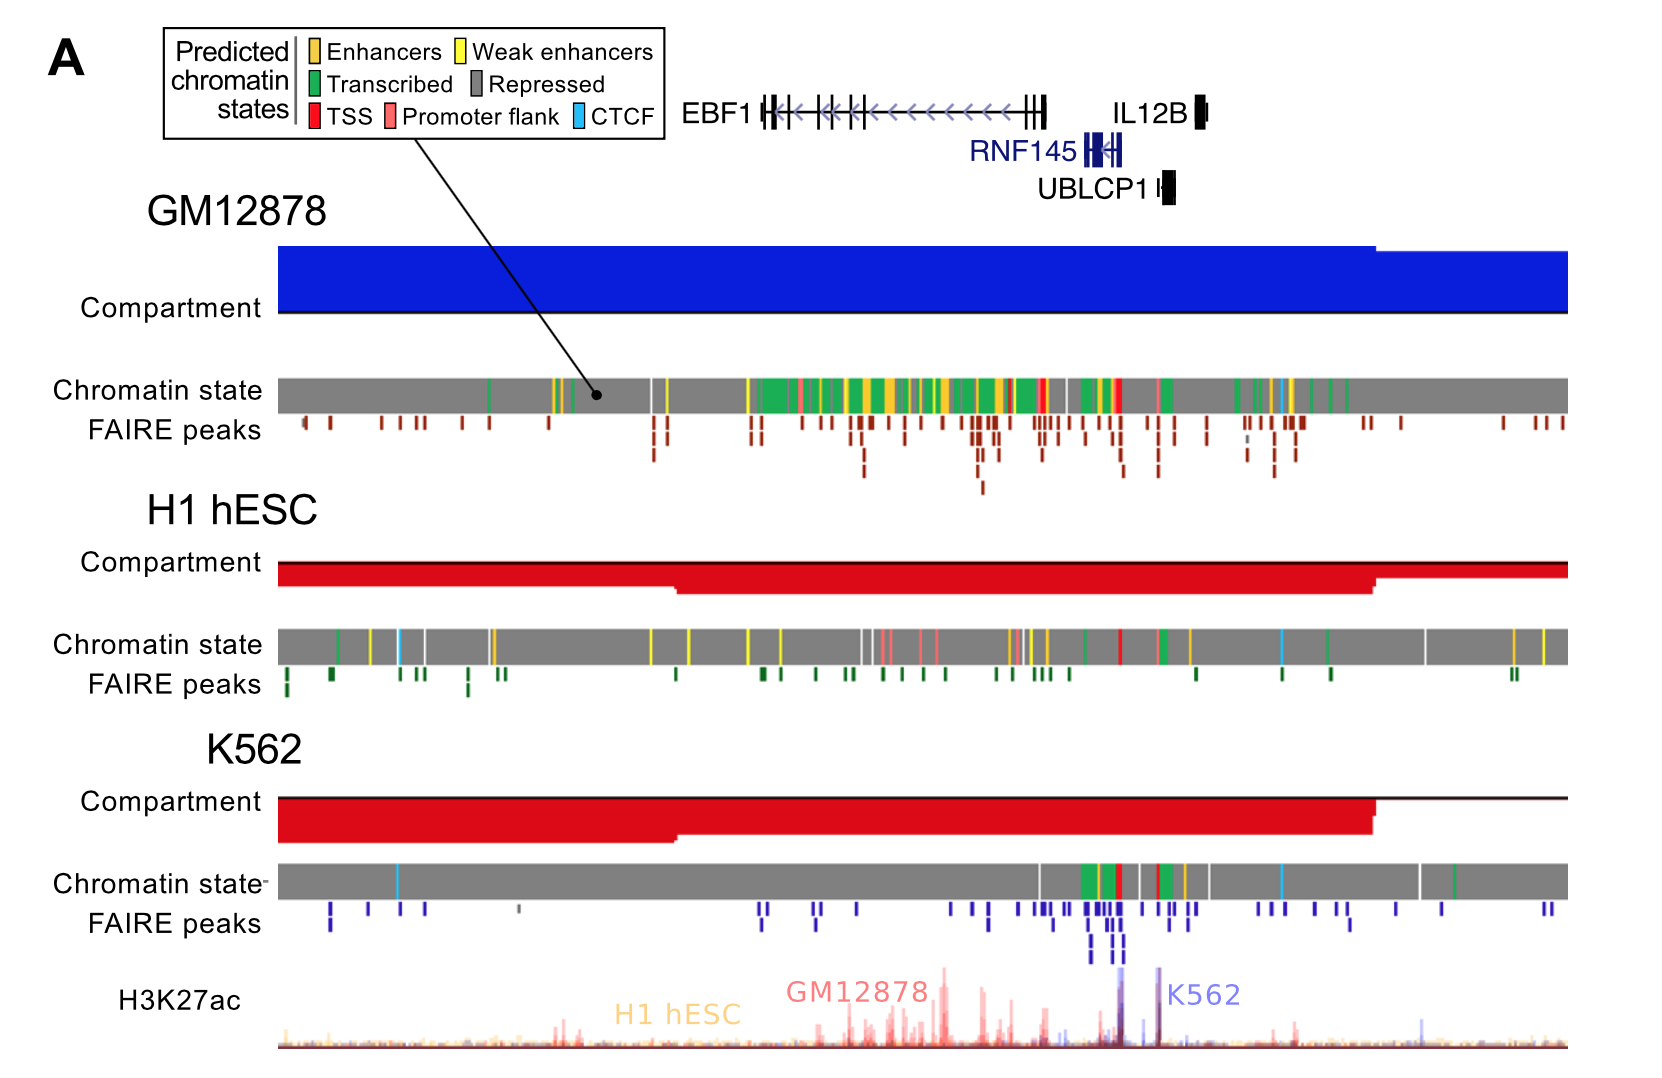 A
Predicted chromatin states
Enhancers Weak enhancers
Transcribed Repressed
TSS Promoter flank CTCF
EBF1 IL12B
RNF145
UBLCP1
GM12878
Compartment
Chromatin state
FAIRE peaks
H1 hESC
Compartment
Chromatin state
FAIRE peaks
K562
Compartment
Chromatin state
FAIRE peaks
H3K27ac
H1 hESC GM12878 K562